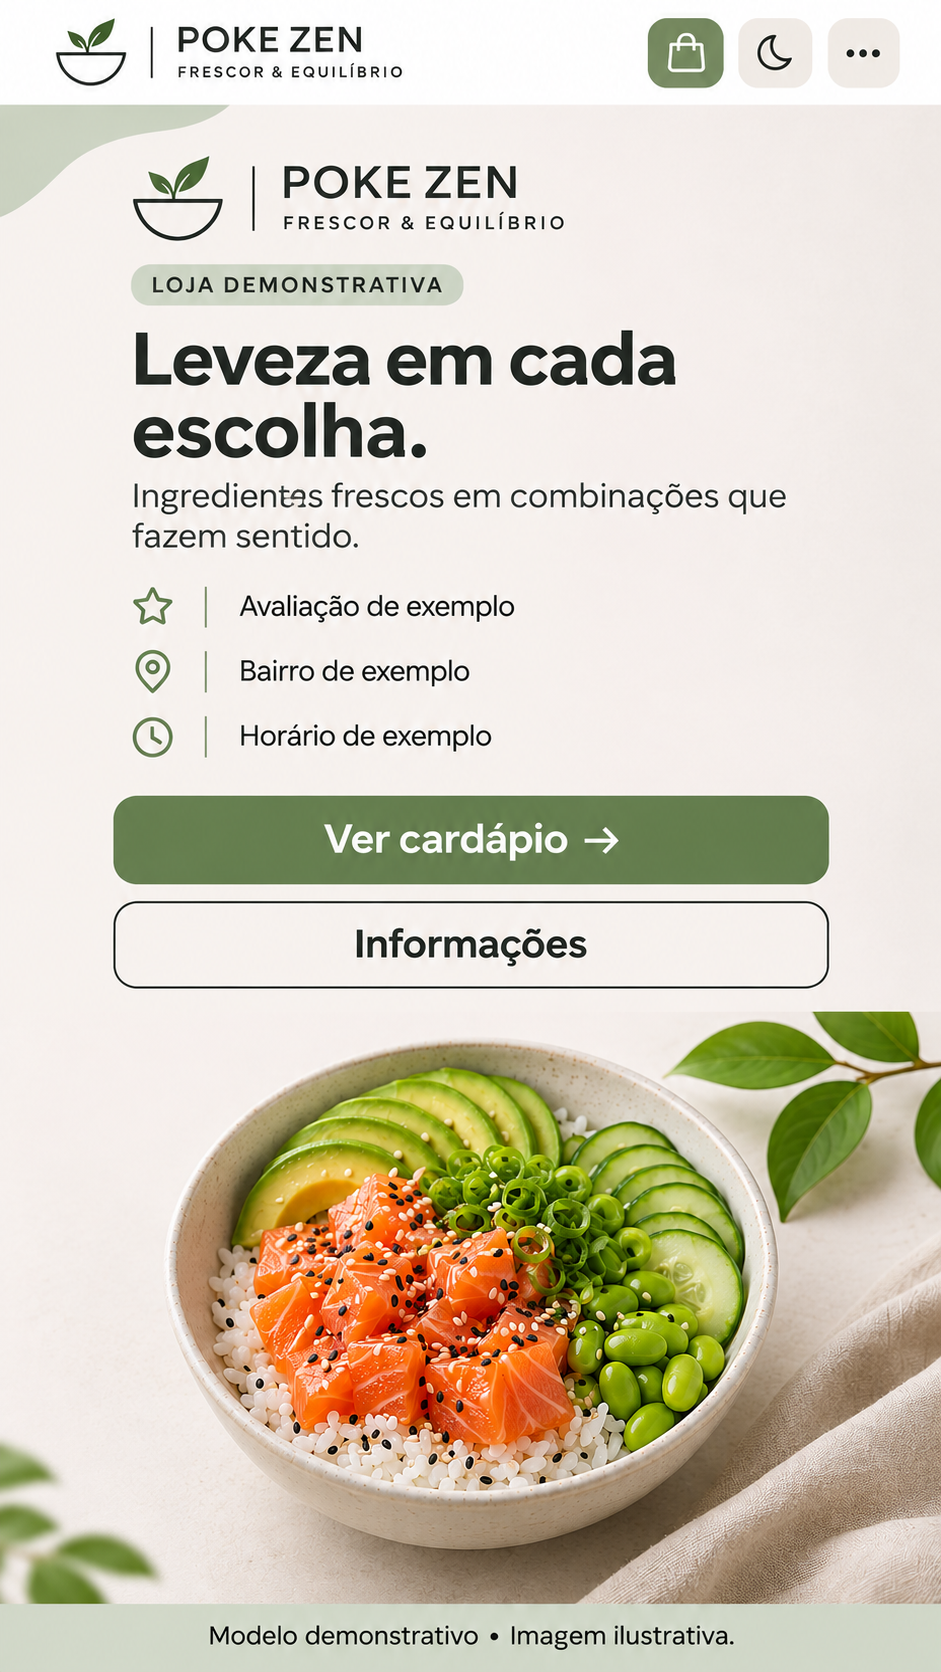 POKE ZEN
FRESCOR & EQUILÍBRIO
POKE ZEN
FRESCOR & EQUILÍBRIO
LOJA DEMONSTRATIVA
Leveza em cada
escolha.
Ingredientes frescos em combinações que
fazem sentido.
Avaliação de exemplo
Bairro de exemplo
Horário de exemplo
Ver cardápio →
Informações
Modelo demonstrativo • Imagem ilustrativa.